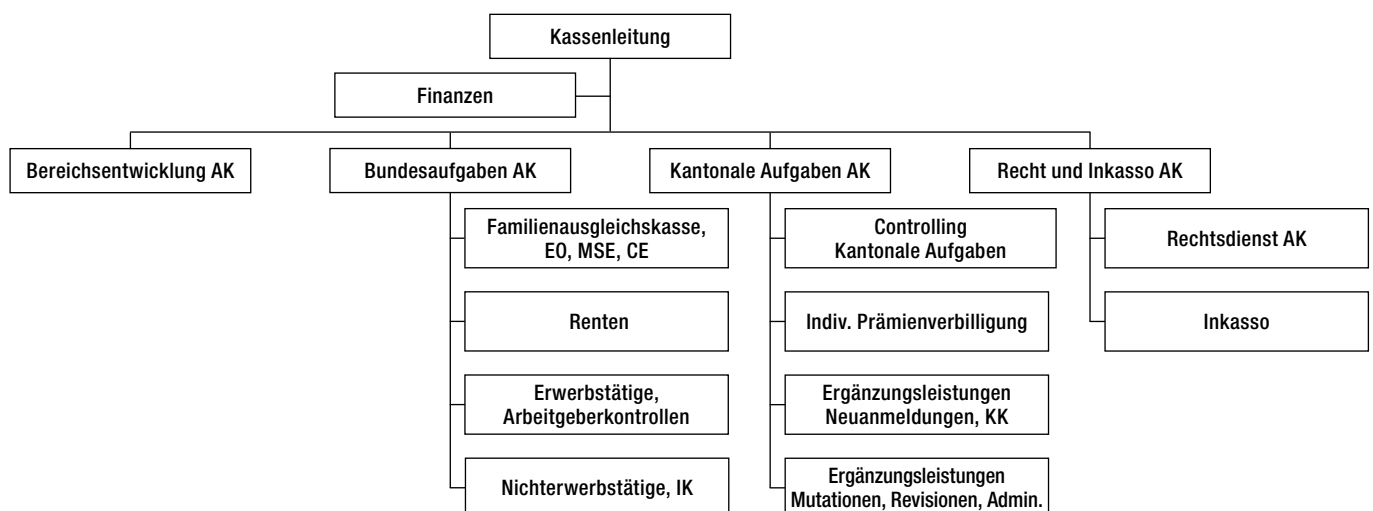 Kassenleitung
Finanzen
Bereichsentwicklung AK
Bundesaufgaben AK
Kantonale Aufgaben AK
Recht und Inkasso AK
Familienausgleichskasse,
EO, MSE, CE
Controlling
Kantonale Aufgaben
Rechtsdienst AK
Renten
Indiv. Prämienverbilligung
Inkasso
Erwerbstätige,
Arbeitgeberkontrollen
Ergänzungsleistungen
Neuanmeldungen, KK
Nichterwerbstätige, IK
Ergänzungsleistungen
Mutationen, Revisionen, Admin.